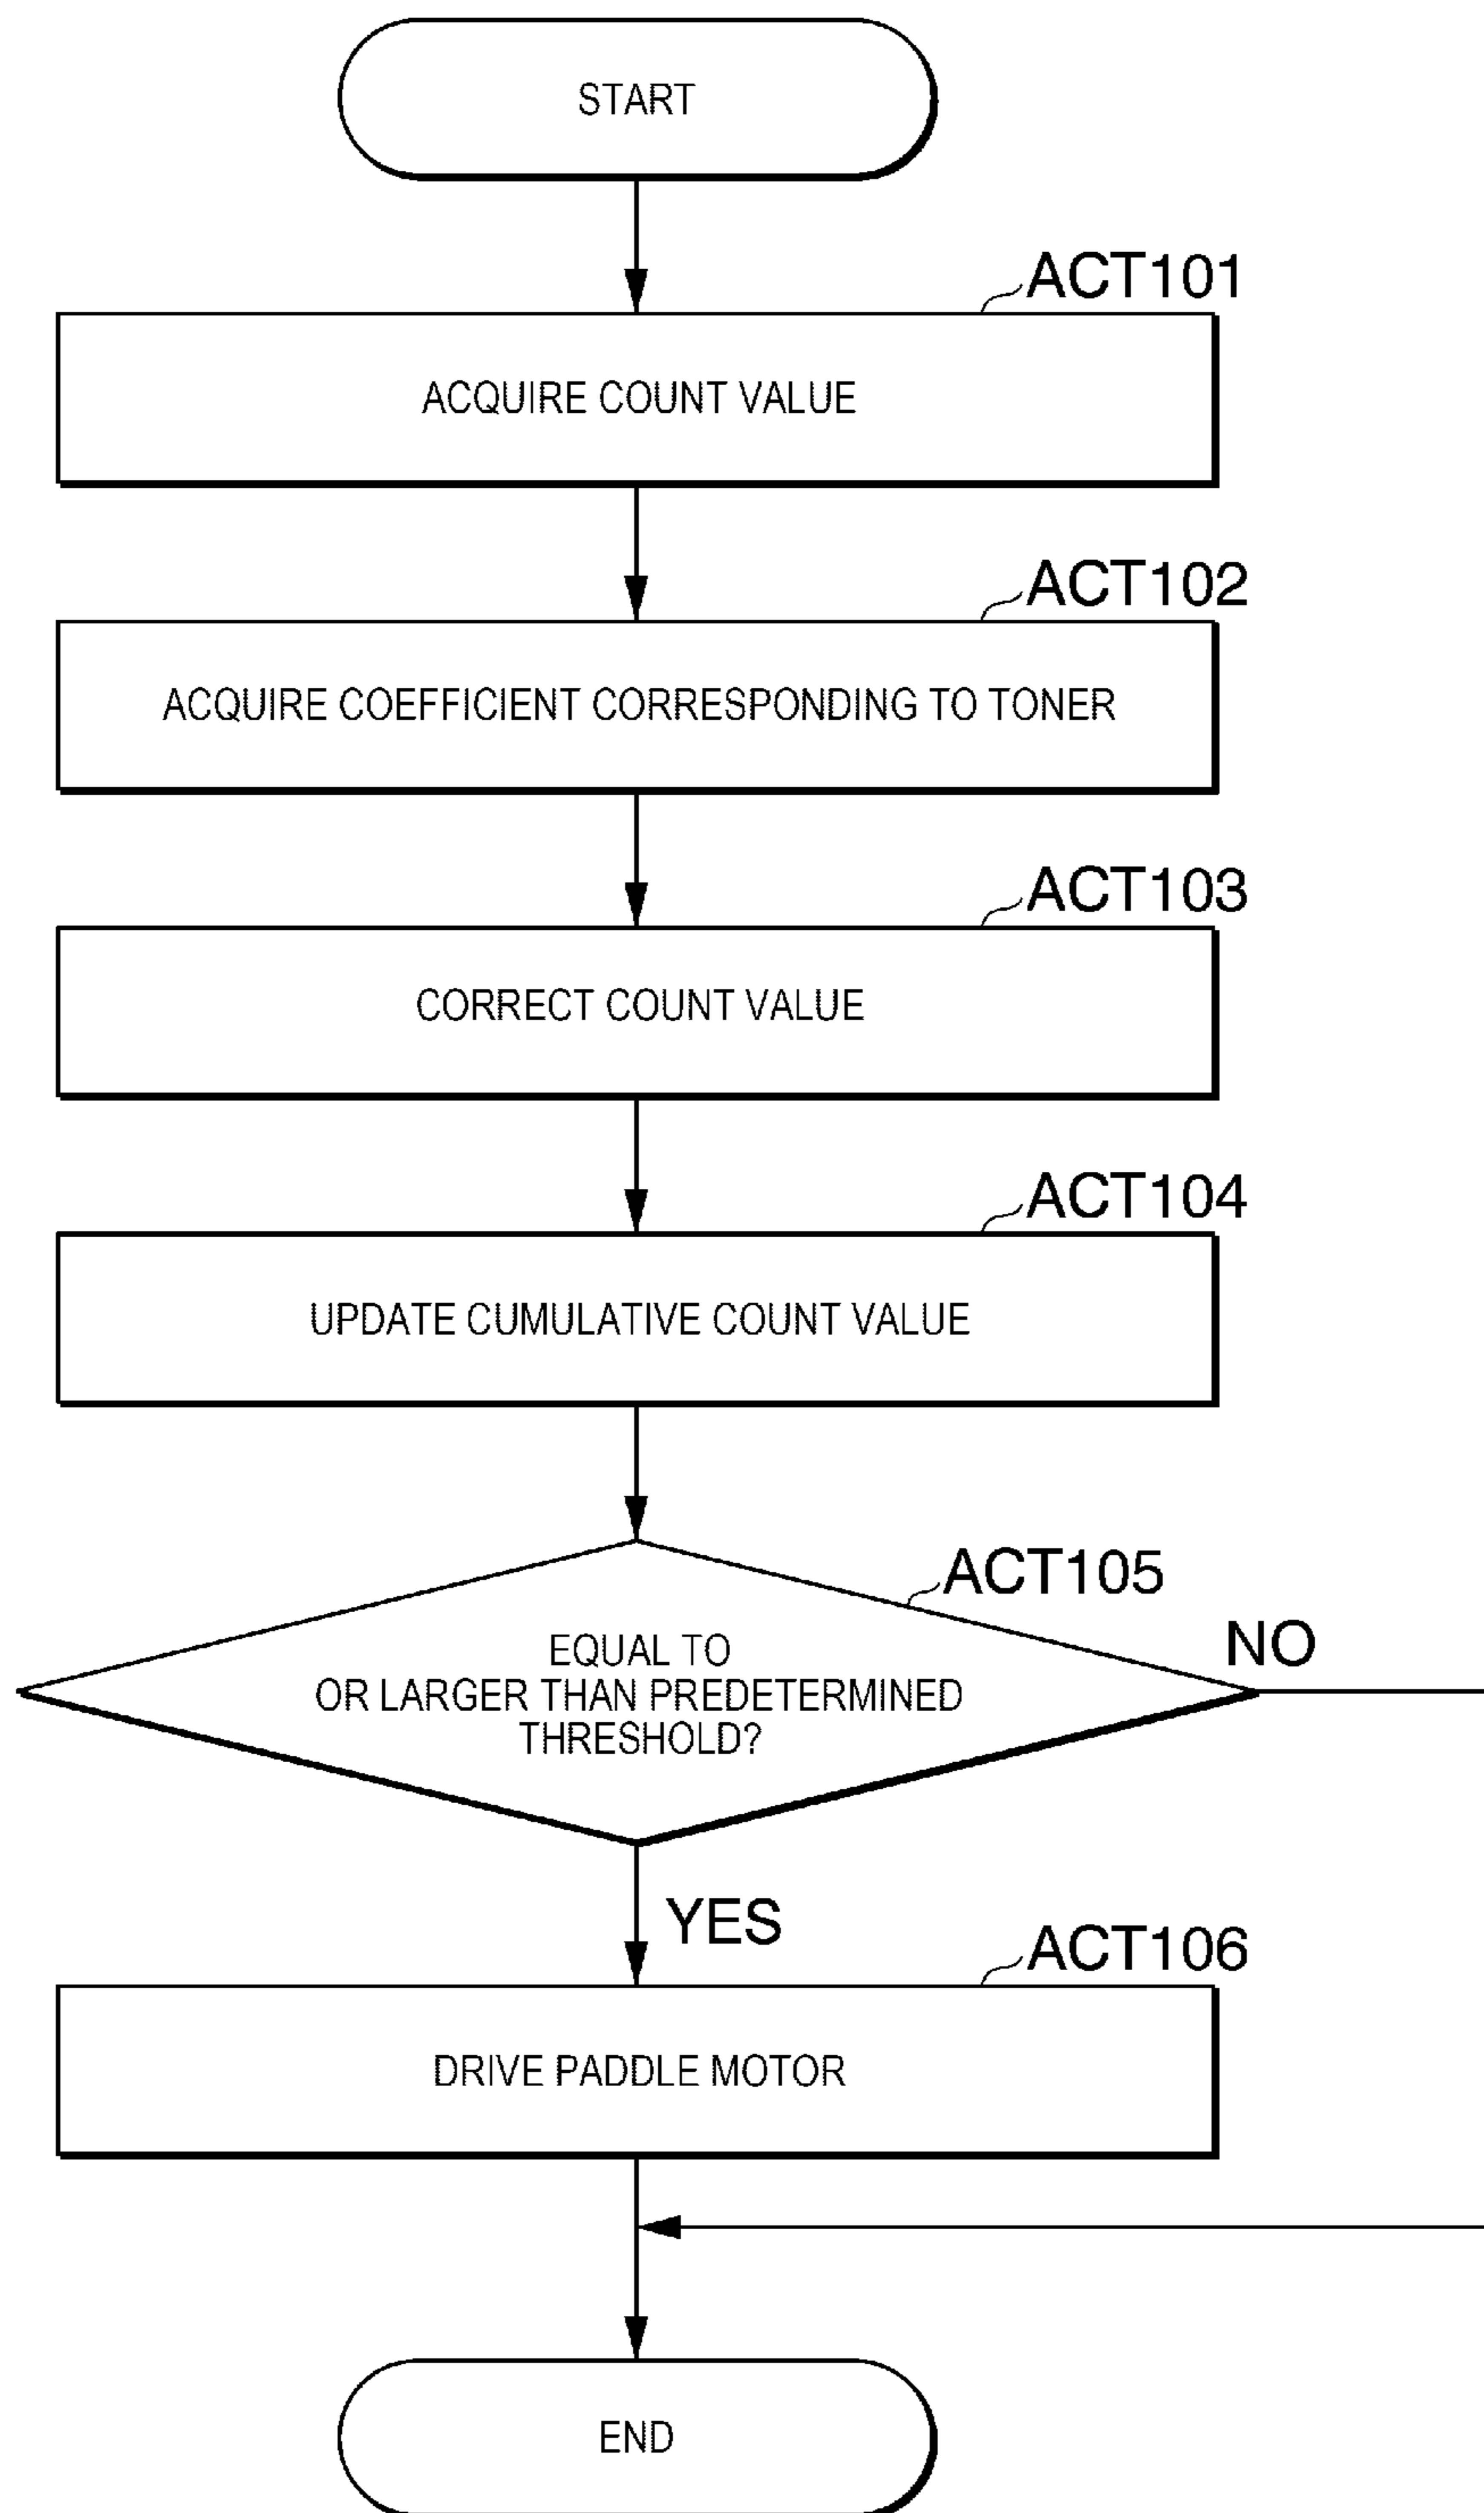 START
ACT101
ACQUIRE COUNT VALUE
ACT102
ACQUIRE COEFFICIENT CORRESPONDING TO TONER
ACT103
CORRECT COUNT VALUE
ACT104
UPDATE CUMULATIVE COUNT VALUE
ACT105
NO
EQUAL TO
OR LARGER THAN PREDETERMINED
THRESHOLD?
YES
ACT106
DRIVE PADDLE MOTOR
END